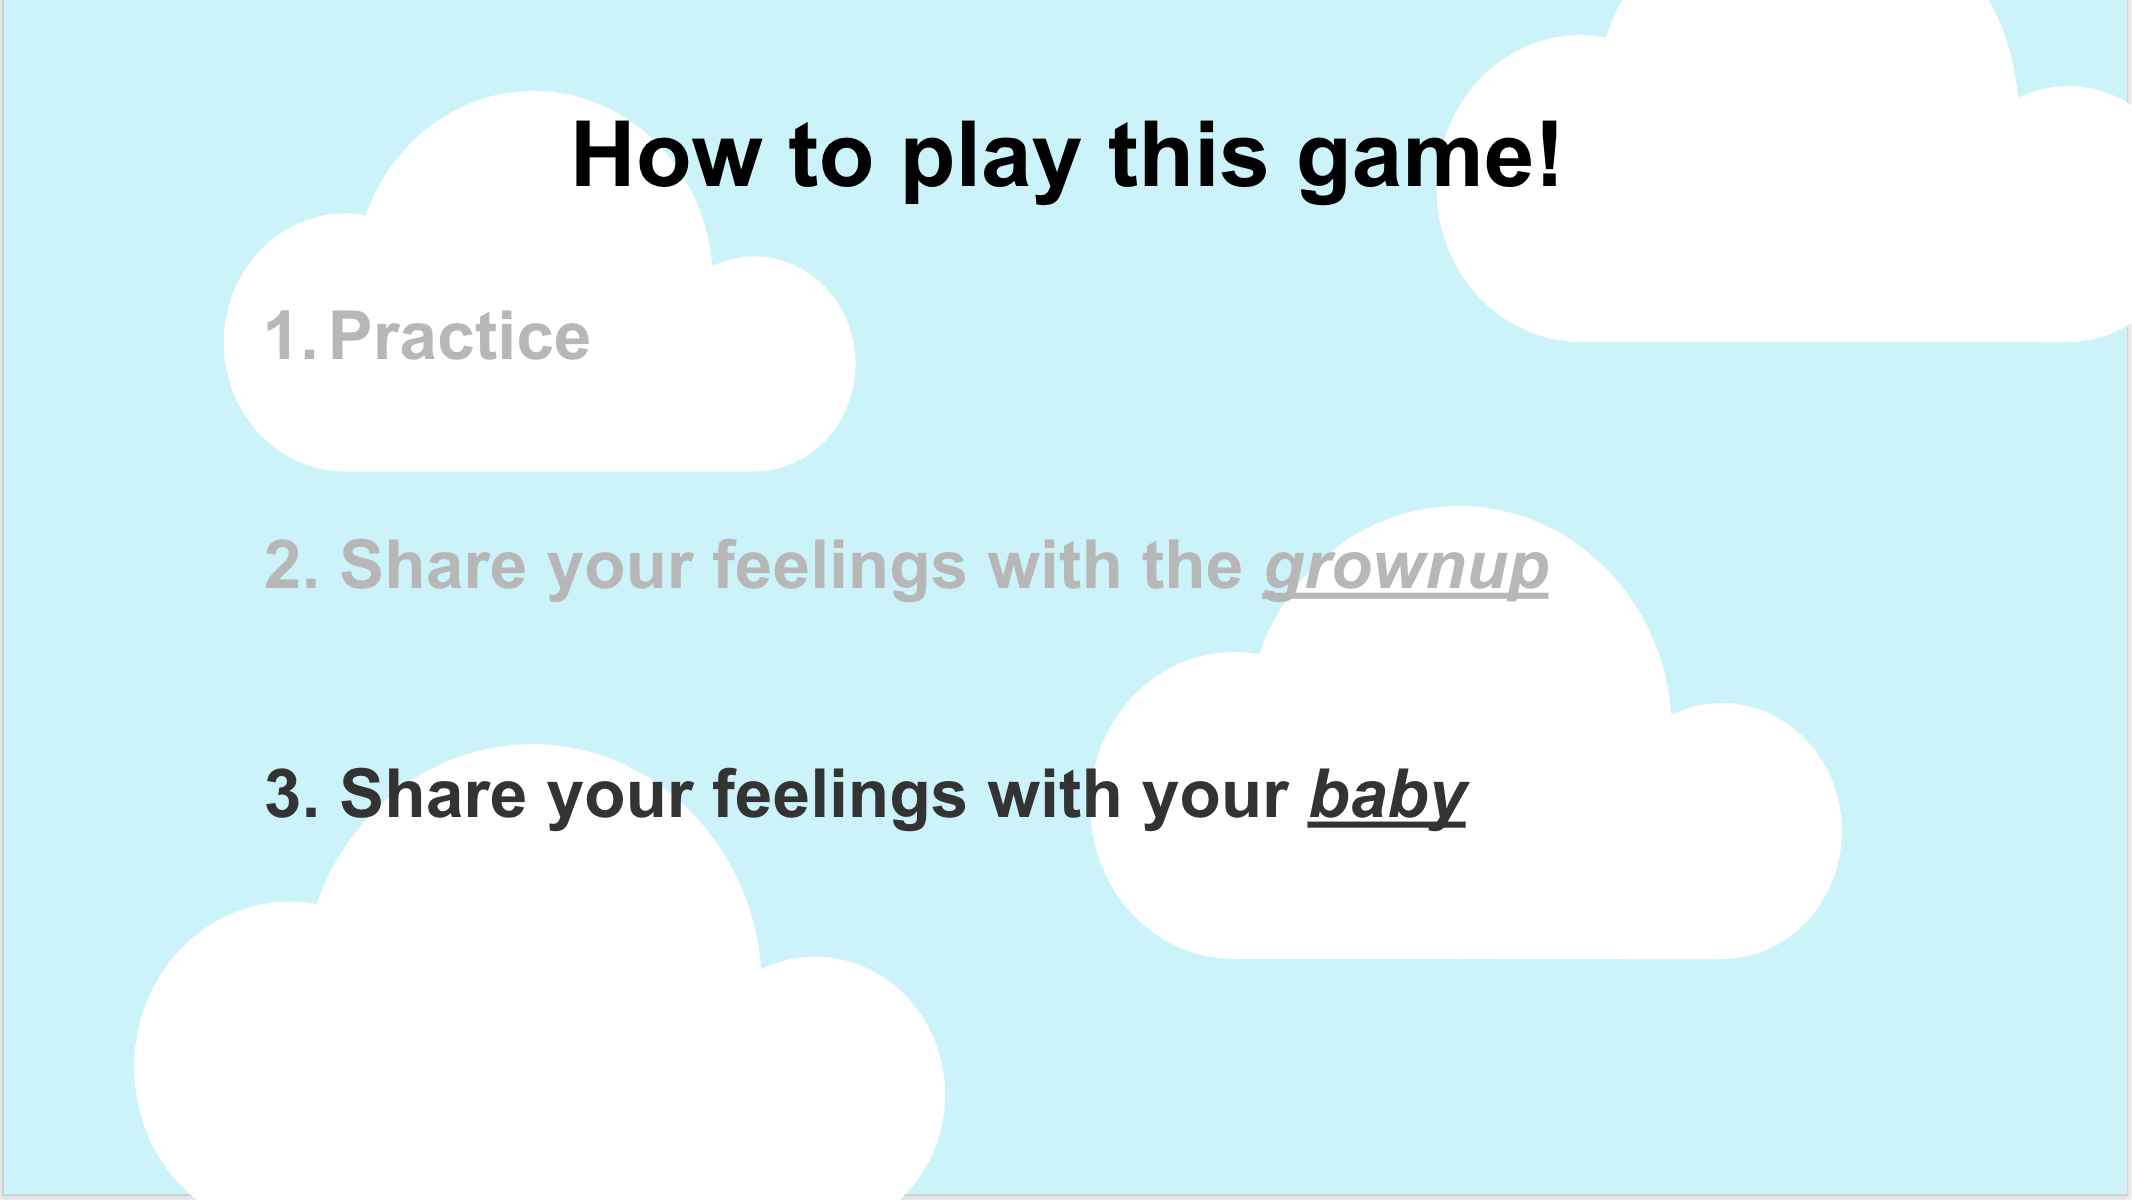 How to play this game!
1. Practice
2. Share your feelings with the grownup
3. Share your feelings with your baby